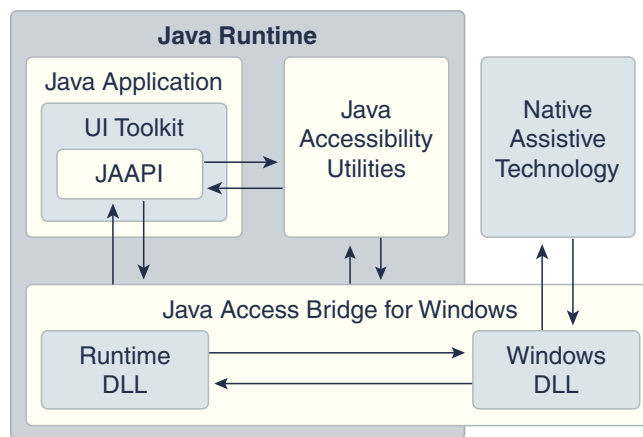 Java Runtime
Java Application
UI Toolkit
JAAPI
Java
Accessibility
Utilities
Native
Assistive
Technology
Java Access Bridge for Windows
Runtime
DLL
Windows
DLL